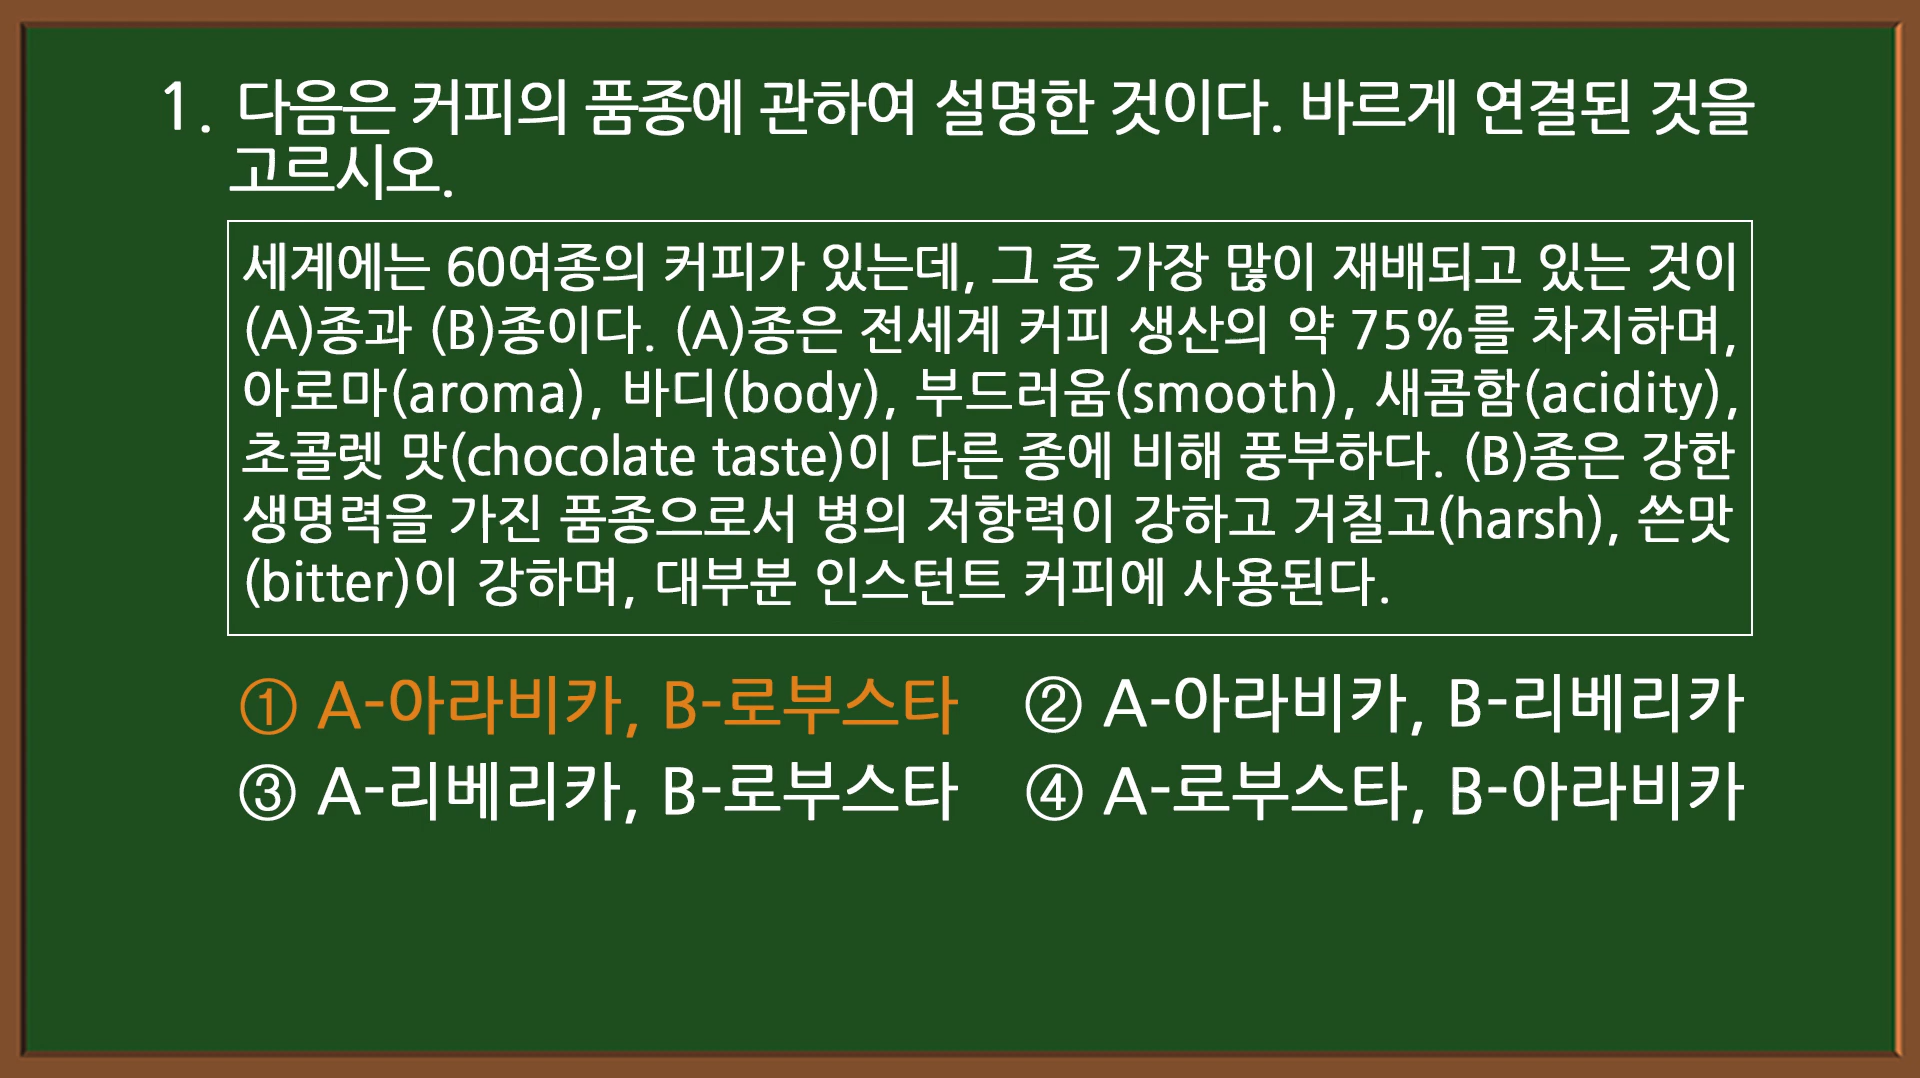 1. 다음은 커피의 품종에 관하여 설명한 것이다. 바르게 연결된 것을
고르시오.
세계에는 60여종의 커피가 있는데, 그 중 가장 많이 재배되고 있는 것이
(A)종과 (B)종이다. (A)종은 전세계 커피 생산의 약 75%를 차지하며,
아로마(aroma), 바디(body), 부드러움(smooth), 새콤함(acidity),
초콜렛 맛(chocolate taste)이 다른 종에 비해 풍부하다. (B)종은 강한
생명력을 가진 품종으로서 병의 저항력이 강하고 거칠고(harsh), 쓴맛
(bitter)이 강하며, 대부분 인스턴트 커피에 사용된다.
① A-아라비카, B-로부스타 ② A-아라비카, B-리베리카
③ A-리베리카, B-로부스타 ④ A-로부스타, B-아라비카